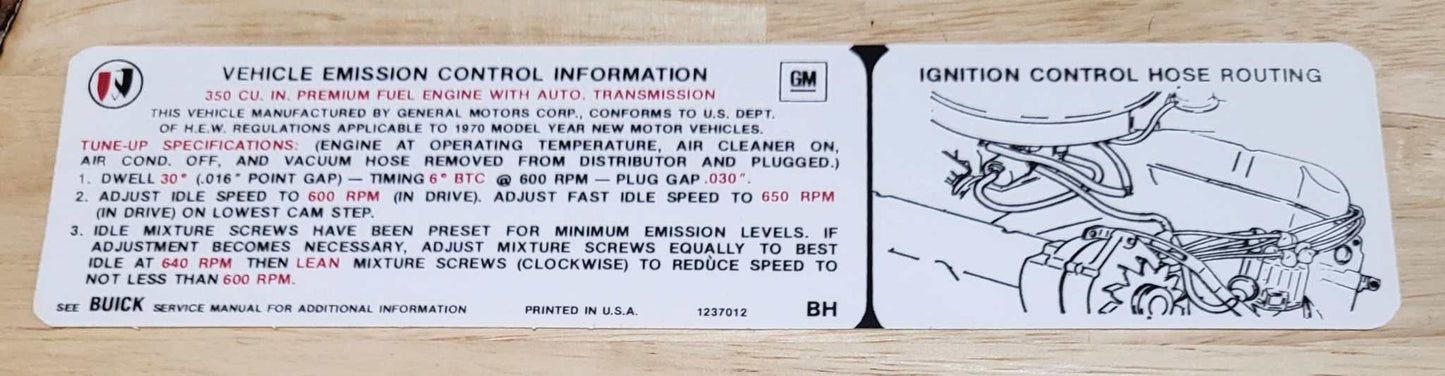 VEHICLE EMISSION CONTROL INFORMATION
GM
350 CU. IN. PREMIUM FUEL ENGINE WITH AUTO. TRANSMISSION
THIS VEHICLE MANUFACTURED BY GENERAL MOTORS CORP., CONFORMS TO U.S. DEPT.
OF H.E.W. REGULATIONS APPLICABLE TO 1970 MODEL YEAR NEW MOTOR VEHICLES.
TUNE-UP SPECIFICATIONS: (ENGINE AT OPERATING TEMPERATURE, AIR CLEANER ON,
AIR COND. OFF, AND VACUUM HOSE REMOVED FROM DISTRIBUTOR AND PLUGGED.)
1. DWELL 30° (.016" POINT GAP) — TIMING 6° BTC @ 600 RPM — PLUG GAP .030".
2. ADJUST IDLE SPEED TO 600 RPM (IN DRIVE). ADJUST FAST IDLE SPEED TO 650 RPM
(IN DRIVE) ON LOWEST CAM STEP.
3. IDLE MIXTURE SCREWS HAVE BEEN PRESET FOR MINIMUM EMISSION LEVELS. IF
ADJUSTMENT BECOMES NECESSARY, ADJUST MIXTURE SCREWS EQUALLY TO BEST
IDLE AT 640 RPM THEN LEAN MIXTURE SCREWS (CLOCKWISE) TO REDUCE SPEED TO
NOT LESS THAN 600 RPM.
SEE BUICK SERVICE MANUAL FOR ADDITIONAL INFORMATION PRINTED IN U.S.A. 1237012 BH
IGNITION CONTROL HOSE ROUTING